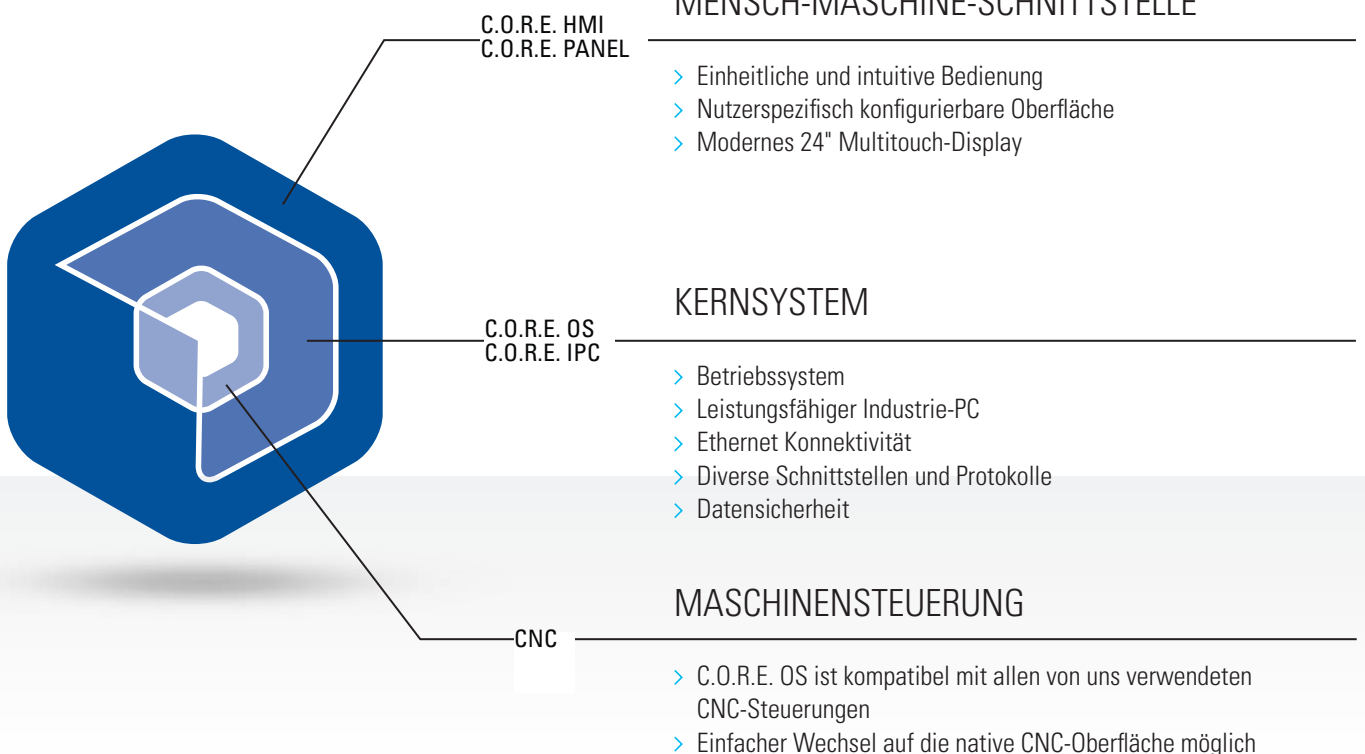 MENSCH-MASCHINE-SCHNITTSTELLE
C.O.R.E. HMI
C.O.R.E. PANEL
> Einheitliche und intuitive Bedienung
> Nutzerspezifisch konfigurierbare Oberfläche
> Modernes 24" Multitouch-Display
KERNSYSTEM
C.O.R.E. OS
C.O.R.E. IPC
> Betriebssystem
> Leistungsfähiger Industrie-PC
> Ethernet Konnektivität
> Diverse Schnittstellen und Protokolle
> Datensicherheit
MASCHINENSTEUERUNG
CNC
> C.O.R.E. OS ist kompatibel mit allen von uns verwendeten
CNC-Steuerungen
> Einfacher Wechsel auf die native CNC-Oberfläche möglich